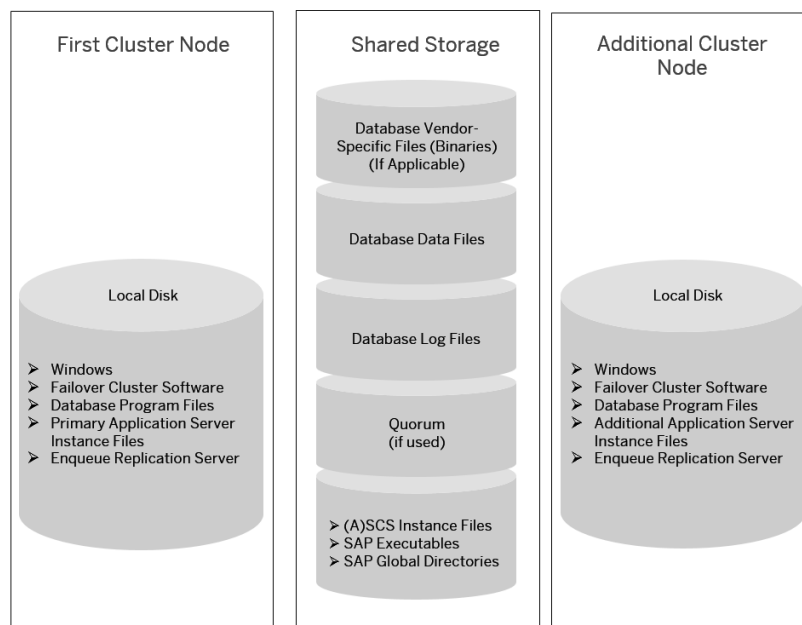 First Cluster Node
Local Disk
➢ Windows
➢ Failover Cluster Software
➢ Database Program Files
➢ Primary Application Server
Instance Files
➢ Enqueue Replication Server
Shared Storage
Database Vendor-
Specific Files (Binaries)
(If Applicable)
Database Data Files
Database Log Files
Quorum
(if used)
➢ (A)SCS Instance Files
➢ SAP Executables
➢ SAP Global Directories
Additional Cluster
Node
Local Disk
➢ Windows
➢ Failover Cluster Software
➢ Database Program Files
➢ Additional Application Server
Instance Files
➢ Enqueue Replication Server